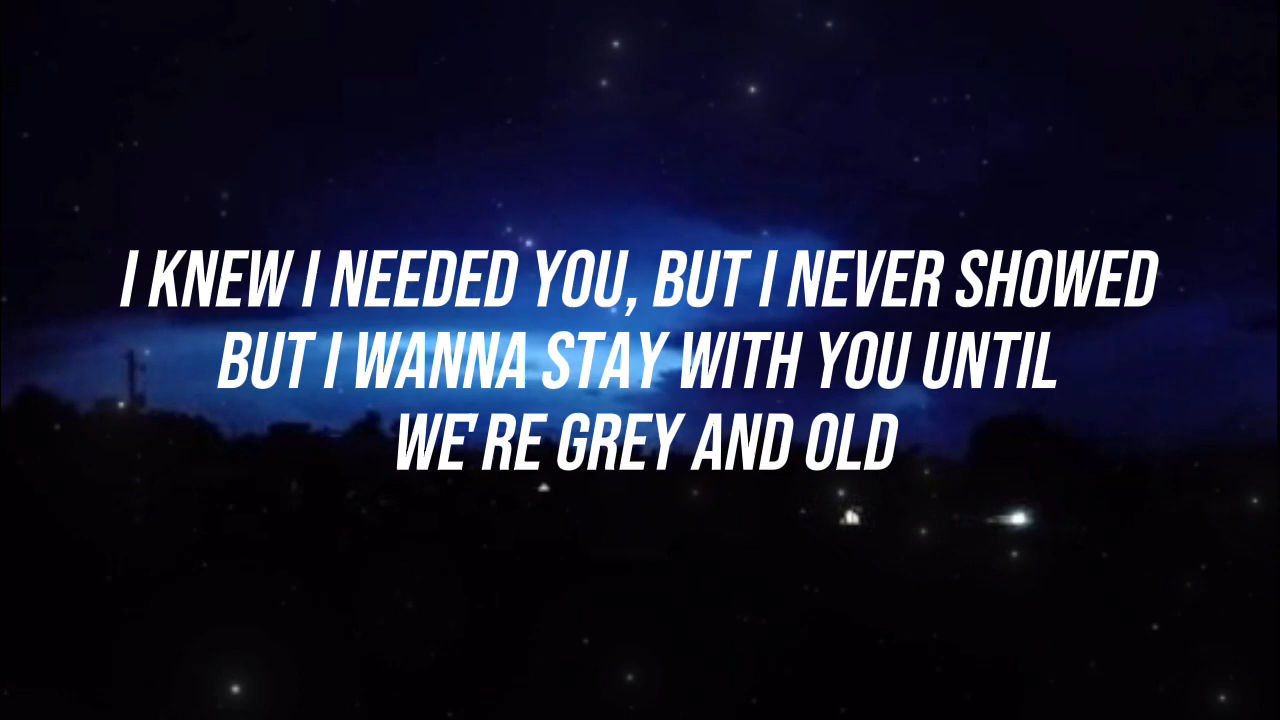 I KNEW I NEEDED YOU, BUT I NEVER SHOWED
BUT I WANNA STAY WITH YOU UNTIL
WE'RE GREY AND OLD